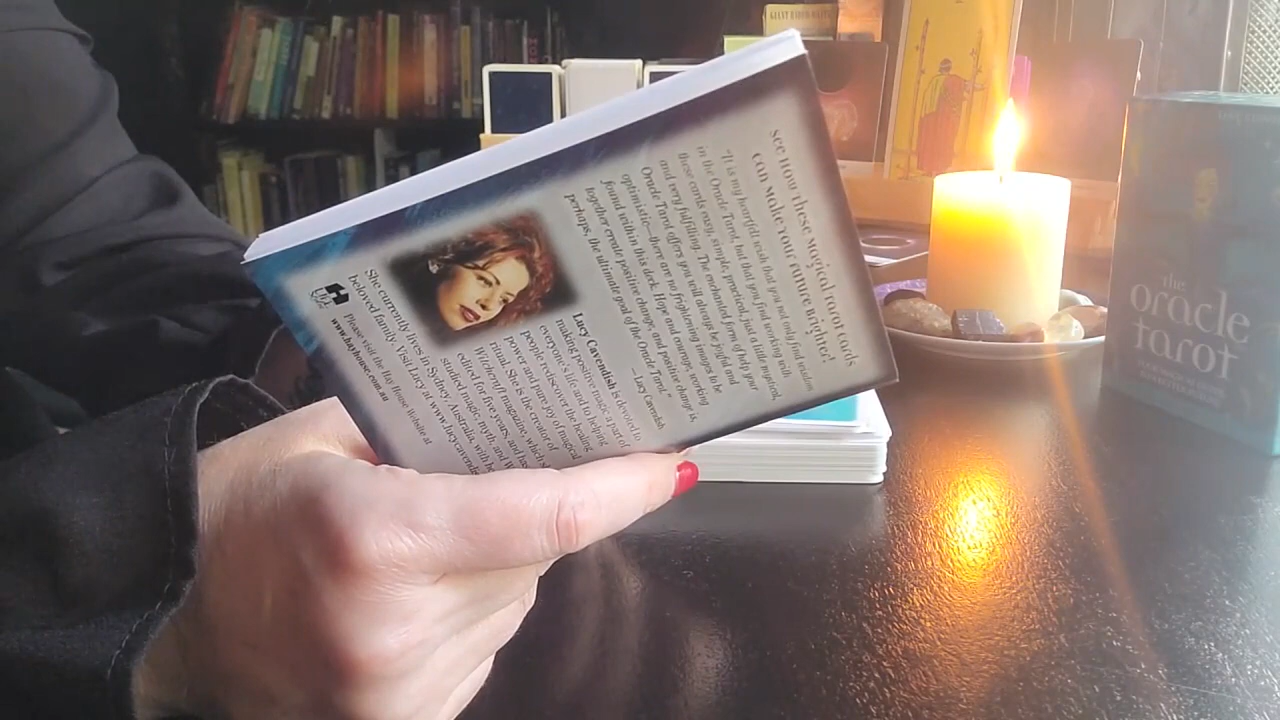 see how these magical tarot cards
can make your future brighter!
"It is my heartfelt wish that you not only find wisdom
in the Oracle Tarot, but that you find working with
these cards easy, simple, practical, just a little mystical,
and very fulfilling. The enchanted form of help your
Oracle Tarot offers you will always be joyful and
optimistic—there are no frightening images to be
found within this deck. Hope and courage, working
together create positive change, and positive change is,
perhaps, the ultimate goal of the Oracle Tarot."
— Lucy Cavendish
Lucy Cavendish is devoted to
making positive magic a part of
everyone's life and to helping
people rediscover the healing
power and pure joy of magical
rituals. She is the creator of
Witchcraft magazine, which s
edited for five years, and has
studied magic, myth, and W
She currently lives in Sydney, Australia, with he
beloved family. Visit Lucy at www.lucycavendis
Please visit the Hay House Website at
www.hayhouse.com.au
the
oracle
tarot